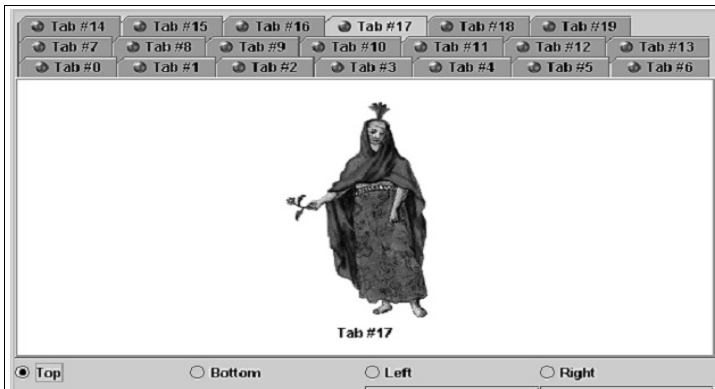 Tab #14 Tab #15 Tab #16 Tab #17 Tab #18 Tab #19
Tab #7 Tab #8 Tab #9 Tab #10 Tab #11 Tab #12 Tab #13
Tab #0 Tab #1 Tab #2 Tab #3 Tab #4 Tab #5 Tab #6
Tab #17
Top Bottom Left Right